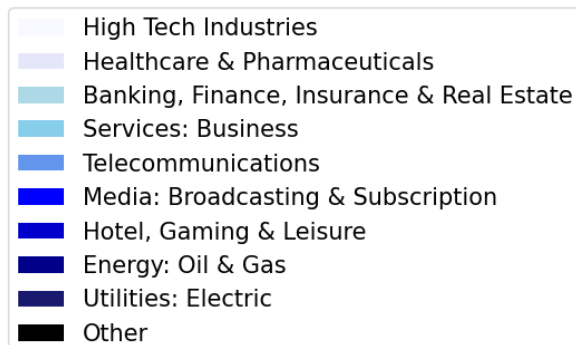 High Tech Industries
Healthcare & Pharmaceuticals
Banking, Finance, Insurance & Real Estate
Services: Business
Telecommunications
Media: Broadcasting & Subscription
Hotel, Gaming & Leisure
Energy: Oil & Gas
Utilities: Electric
Other